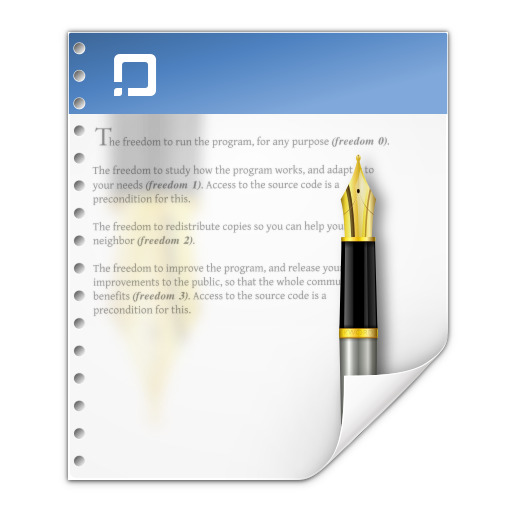 The freedom to run the program, for any purpose (freedom 0).
The freedom to study how the program works, and adapt to
your needs (freedom 1). Access to the source code is a
precondition for this.
The freedom to redistribute copies so you can help you
neighbor (freedom 2).
The freedom to improve the program, and release you
improvements to the public, so that the whole commu
benefits (freedom 3). Access to the source code is a
precondition for this.